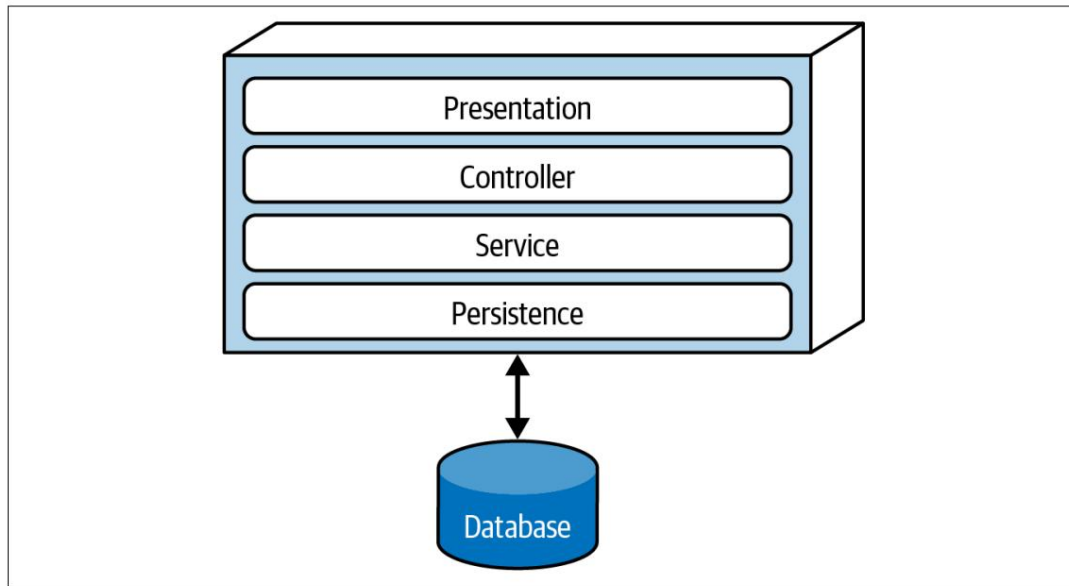 Presentation
Controller
Service
Persistence
Database